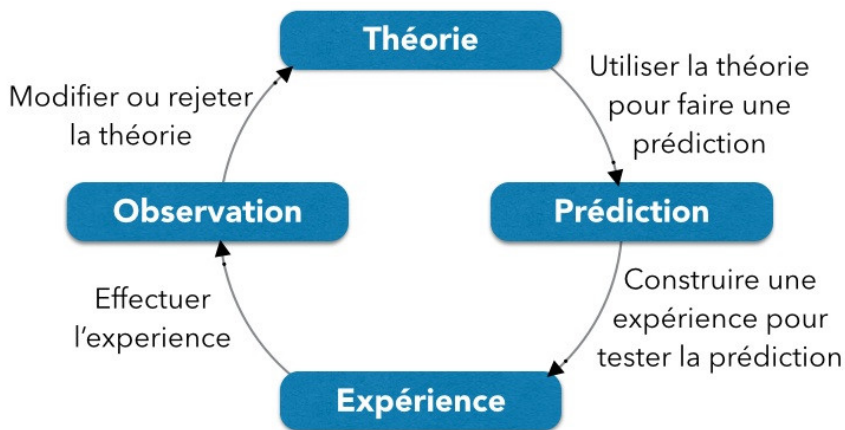 Théorie
Utiliser la théorie
pour faire une
prédiction
Prédiction
Construire une
expérience pour
tester la prédiction
Expérience
Effectuer
l’experience
Observation
Modifier ou rejeter
la théorie